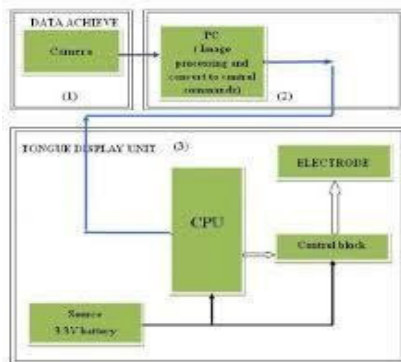 DATA ACHIEVE
Camera
(1)
PC
( Image
processing and
convert to control
commands)
(2)
TONGUE DISPLAY UNIT
(3)
ELECTRODE
CPU
Control block
Source
3.3V battery